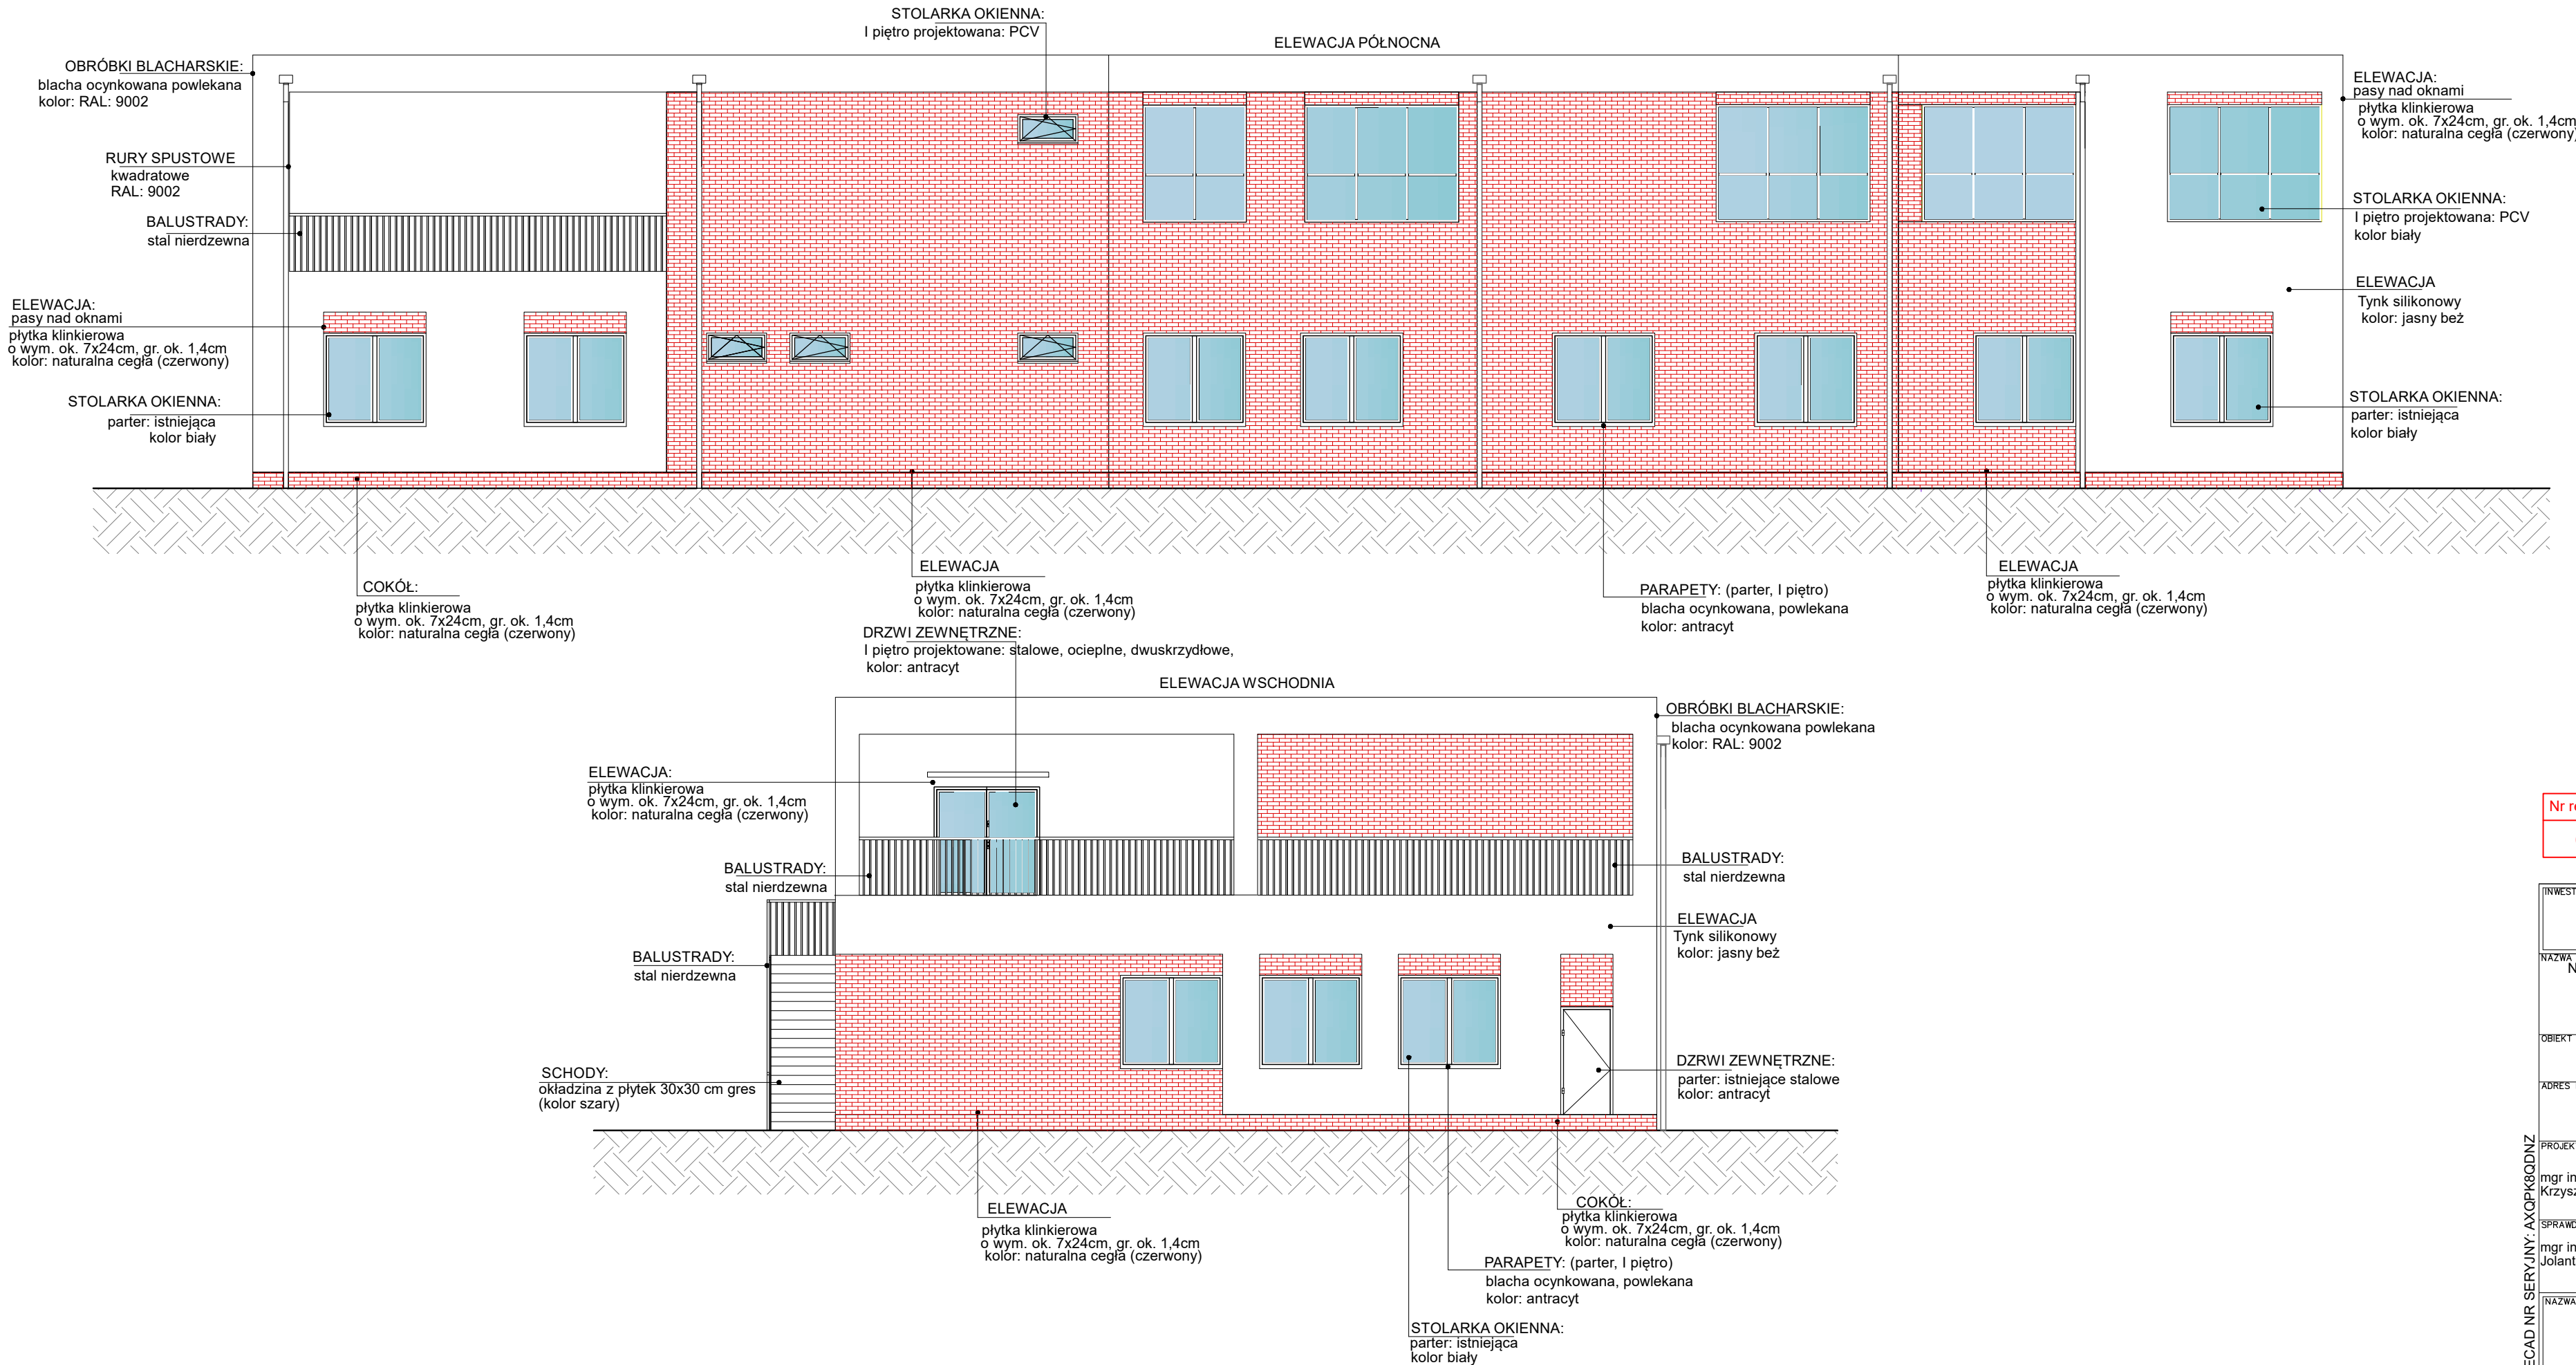 STOLARKA OKIENNA:
I piętro projektowana: PCV
ELEWACJA PÓŁNOCNA
OBRÓBKI BLACHARSKIE:
blacha ocynkowana powlekana
kolor: RAL: 9002
RURY SPUSTOWE
kwadratowe
RAL: 9002
BALUSTRADY:
stal nierdzewna
ELEWACJA:
pasy nad oknami
płytka klinkierowa
o wym. ok. 7x24cm, gr. ok. 1,4cm
kolor: naturalna cegła (czerwony)
STOLARKA OKIENNA:
parter: istniejąca
kolor biały
ELEWACJA:
pasy nad oknami
płytka klinkierowa
o wym. ok. 7x24cm, gr. ok. 1,4cm
kolor: naturalna cegła (czerwony)
STOLARKA OKIENNA:
I piętro projektowana: PCV
kolor biały
ELEWACJA
Tynk silikonowy
kolor: jasny beż
STOLARKA OKIENNA:
parter: istniejąca
kolor biały
COKÓŁ:
płytka klinkierowa
o wym. ok. 7x24cm, gr. ok. 1,4cm
kolor: naturalna cegła (czerwony)
ELEWACJA
płytka klinkierowa
o wym. ok. 7x24cm, gr. ok. 1,4cm
kolor: naturalna cegła (czerwony)
PARAPETY: (parter, I piętro)
blacha ocynkowana, powlekana
kolor: antracyt
ELEWACJA
płytka klinkierowa
o wym. ok. 7x24cm, gr. ok. 1,4cm
kolor: naturalna cegła (czerwony)
DRZWI ZEWNĘTRZNE:
I piętro projektowane: stalowe, ocieplne, dwuskrzydłowe,
kolor: antracyt
ELEWACJA WSCHODNIA
OBRÓBKI BLACHARSKIE:
blacha ocynkowana powlekana
kolor: RAL: 9002
ELEWACJA:
płytka klinkierowa
o wym. ok. 7x24cm, gr. ok. 1,4cm
kolor: naturalna cegła (czerwony)
BALUSTRADY:
stal nierdzewna
BALUSTRADY:
stal nierdzewna
BALUSTRADY:
stal nierdzewna
ELEWACJA
Tynk silikonowy
kolor: jasny beż
SCHODY:
okładzina z płytek 30x30 cm gres
(kolor szary)
DZRWI ZEWNĘTRZNE:
parter: istniejące stalowe
kolor: antracyt
ELEWACJA
płytka klinkierowa
o wym. ok. 7x24cm, gr. ok. 1,4cm
kolor: naturalna cegła (czerwony)
COKÓŁ:
płytka klinkierowa
o wym. ok. 7x24cm, gr. ok. 1,4cm
kolor: naturalna cegła (czerwony)
PARAPETY: (parter, I piętro)
blacha ocynkowana, powlekana
kolor: antracyt
STOLARKA OKIENNA:
parter: istniejąca
kolor biały
Nr
NAZWA
OBIEKT
ADRES
mgr
mgr
NAZWA
NR SERYJNY: AXQPK8QDNZ